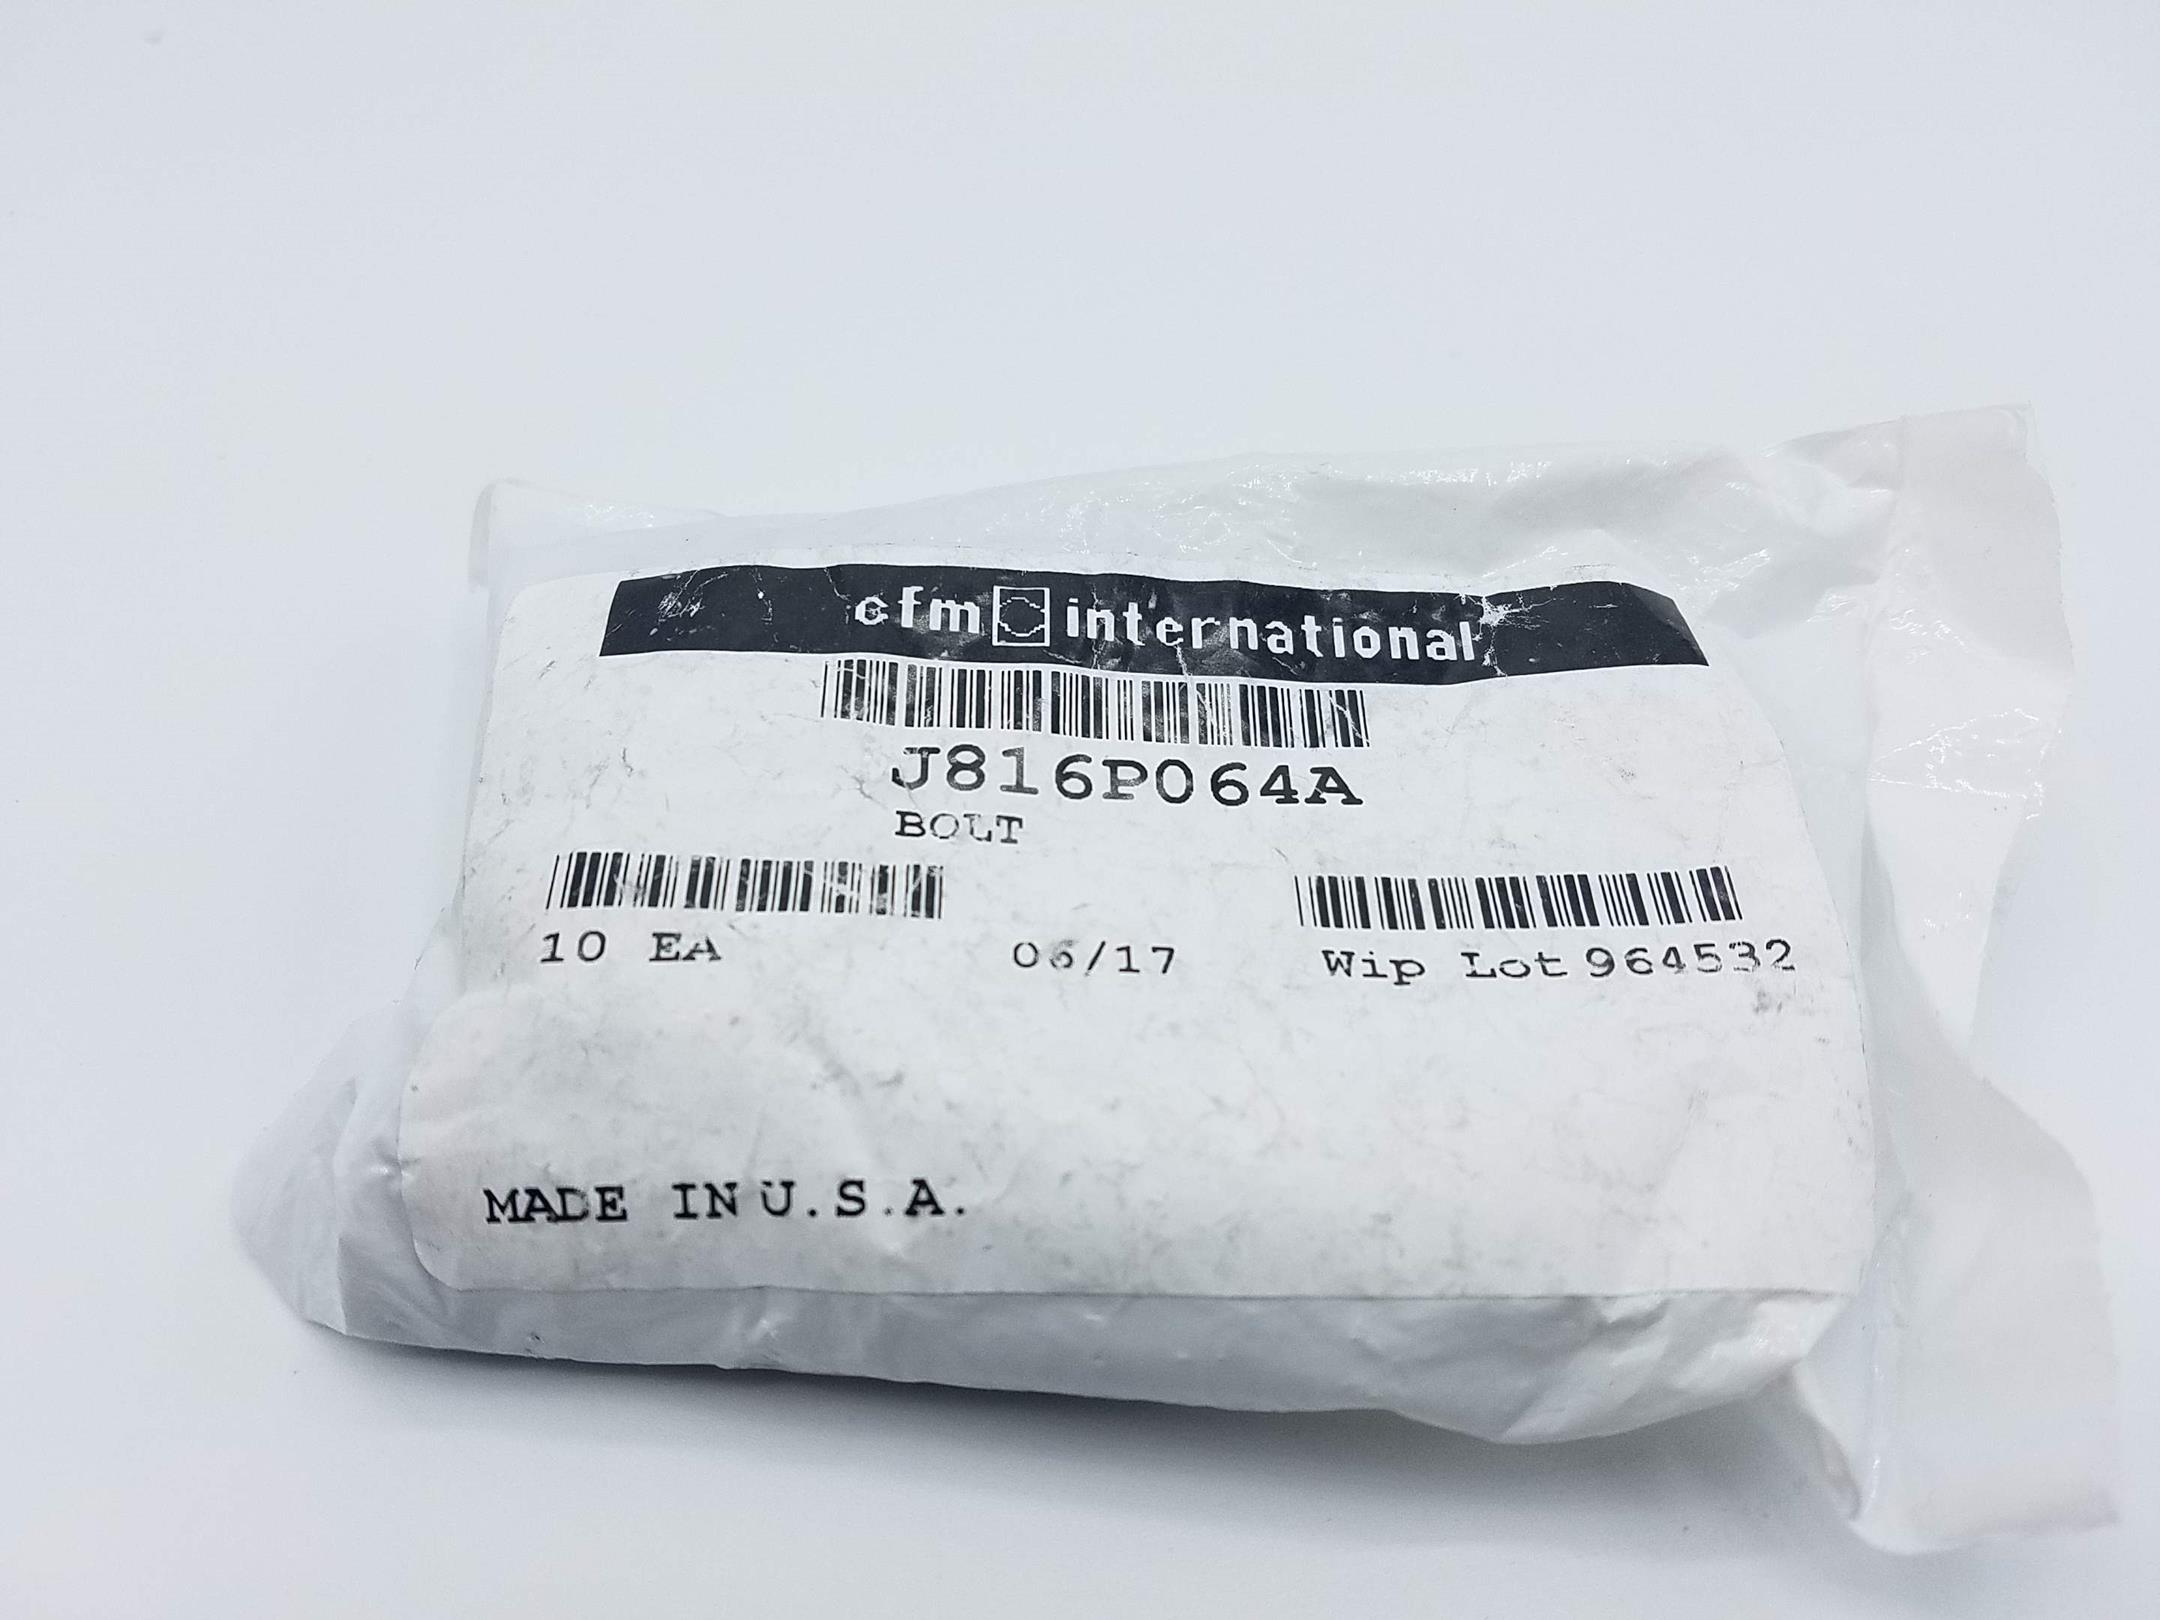 cfm international
J816P064A
BOLT
10 EA 06/17 Wip Lot 964532
MADE IN U.S.A.